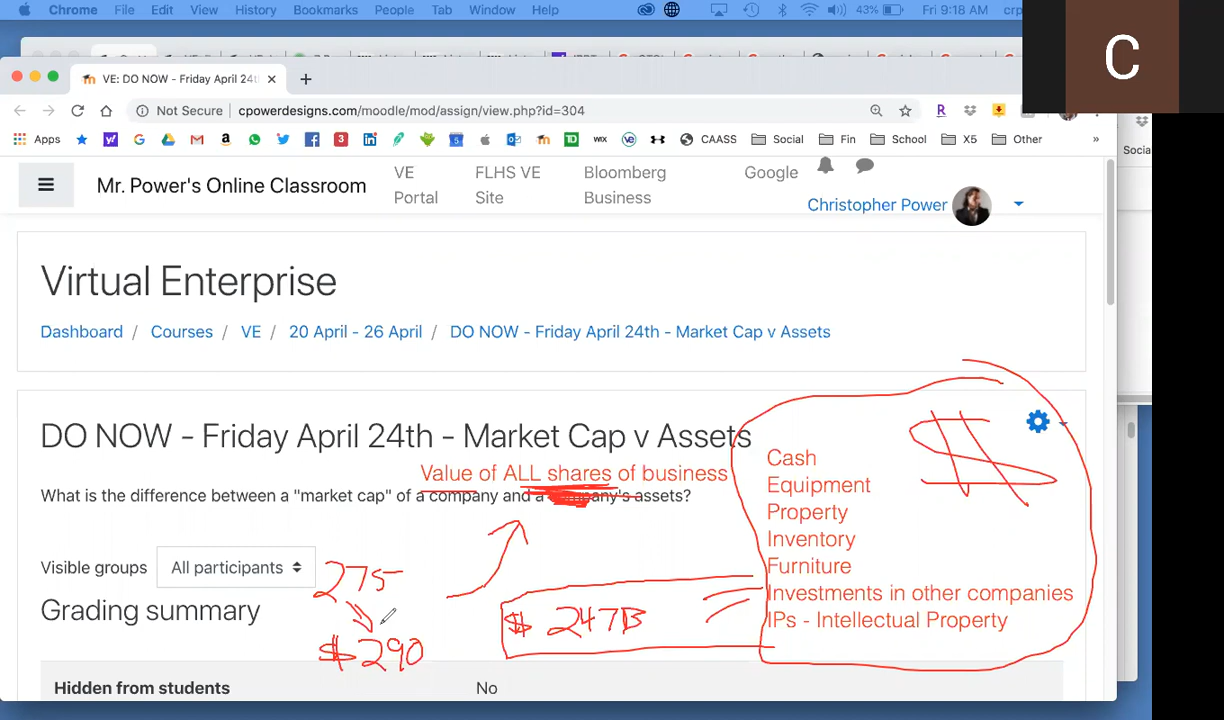 Chrome File Edit View History Bookmarks People Tab Window Help 43% Fri 9:18 AM crp
C
VE: DO NOW - Friday April 24t
Not Secure cpowerdesigns.com/moodle/mod/assign/view.php?id=304
Apps CAASS Social Fin School X5 Other »
Socia
Mr. Power's Online Classroom
VE Portal
FLHS VE Site
Bloomberg Business
Google
Christopher Power
Virtual Enterprise
Dashboard / Courses / VE / 20 April - 26 April / DO NOW - Friday April 24th - Market Cap v Assets
DO NOW - Friday April 24th - Market Cap v Assets
$
Value of ALL shares of business
What is the difference between a "market cap" of a company and a company's assets?
Cash
Equipment
Property
Inventory
Furniture
Investments in other companies
IPs - Intellectual Property
Visible groups All participants
275
$ 290
$ 247B
Grading summary
Hidden from students No